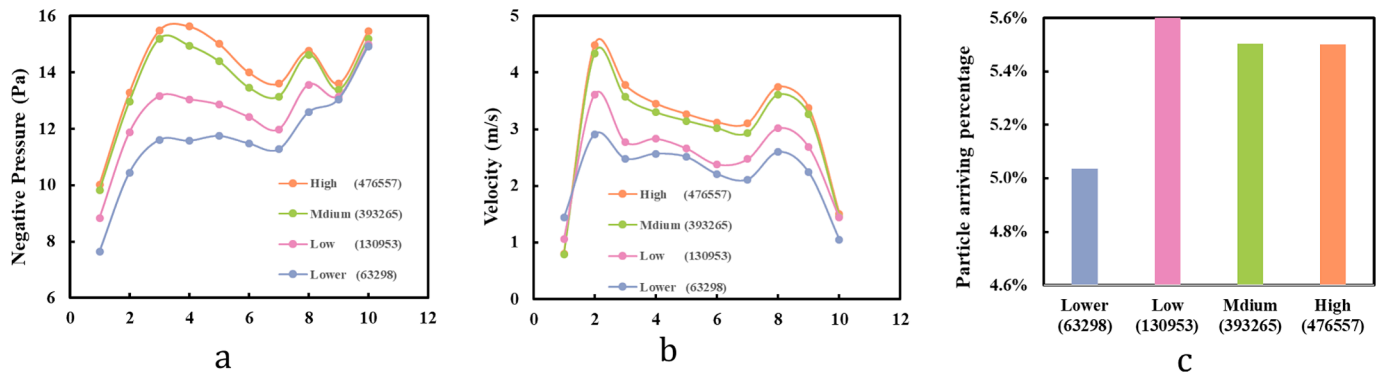 Negative Pressure (Pa)
16
14
12
10
8
6
0 2 4 6 8 10 12
High (476557)
Mdium (393265)
Low (130953)
Lower (63298)
a
Velocity (m/s)
5
4
3
2
1
0
0 2 4 6 8 10 12
High (476557)
Mdium (393265)
Low (130953)
Lower (63298)
b
Particle arriving percentage
5.6%
5.4%
5.2%
5.0%
4.8%
4.6%
Lower Low Mdium High
(63298) (130953) (393265) (476557)
c